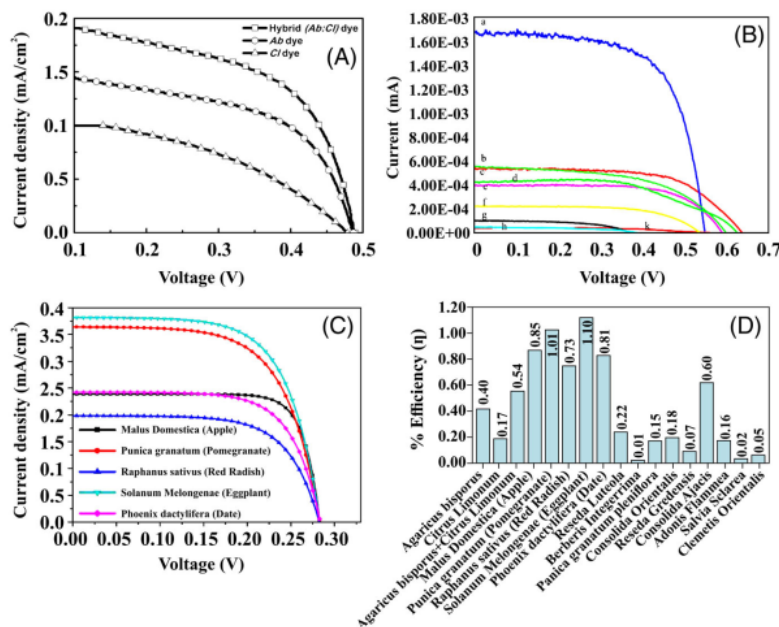 (A)
Hybrid (Ab:Cl) dye
Ab dye
Cl dye
Current density (mA/cm²)
1.5
0.1
0.1
0.0
0.1 0.2 0.3 0.4 0.5
Voltage (V)
(B)
Current (mA)
1.80E-03
1.60E-03
1.40E-03
1.20E-03
1.00E-03
8.00E-04
6.00E-04
4.00E-04
2.00E-04
0.00E+00
a
b
c
d
e
f
g
h
k
0 0.1 0.2 0.3 0.4 0.5 0.6 0.7
Voltage (V)
(C)
Current density (mA/cm²)
0.4
3.5
0.3
2.5
0.2
1.5
0.1
0.5
0.0
Malus Domestica (Apple)
Punica granatum (Pomegranate)
Raphanus sativus (Red Radish)
Solanum Melongenae (Eggplant)
Phoenix dactylifera (Date)
0.00 0.05 0.10 0.15 0.20 0.25 0.30
Voltage (V)
(D)
% Efficiency (η)
1.20
1.00
0.80
0.60
0.40
0.20
0.00
0.40
0.17
0.54
0.85
1.01
0.73
1.10
0.81
0.22
0.01
0.15
0.18
0.07
0.60
0.16
0.02
0.05
Agaricus bisporus
Citrus Limonum
Agaricus bisporus+Citrus Limonum
Malus Domestica (Apple)
Punica granatum (Pomegranate)
Raphanus sativus (Red Radish)
Solanum Melongenae (Eggplant)
Phoenix dactylifera (Date)
Reseda Luteola
Berberis Integerrima
Panica granatum pleniflora
Consolida Orientalis
Reseda Gredensis
Consolida Ajacis
Adonis Flammea
Salvia Sclarea
Clemetis Orientalis